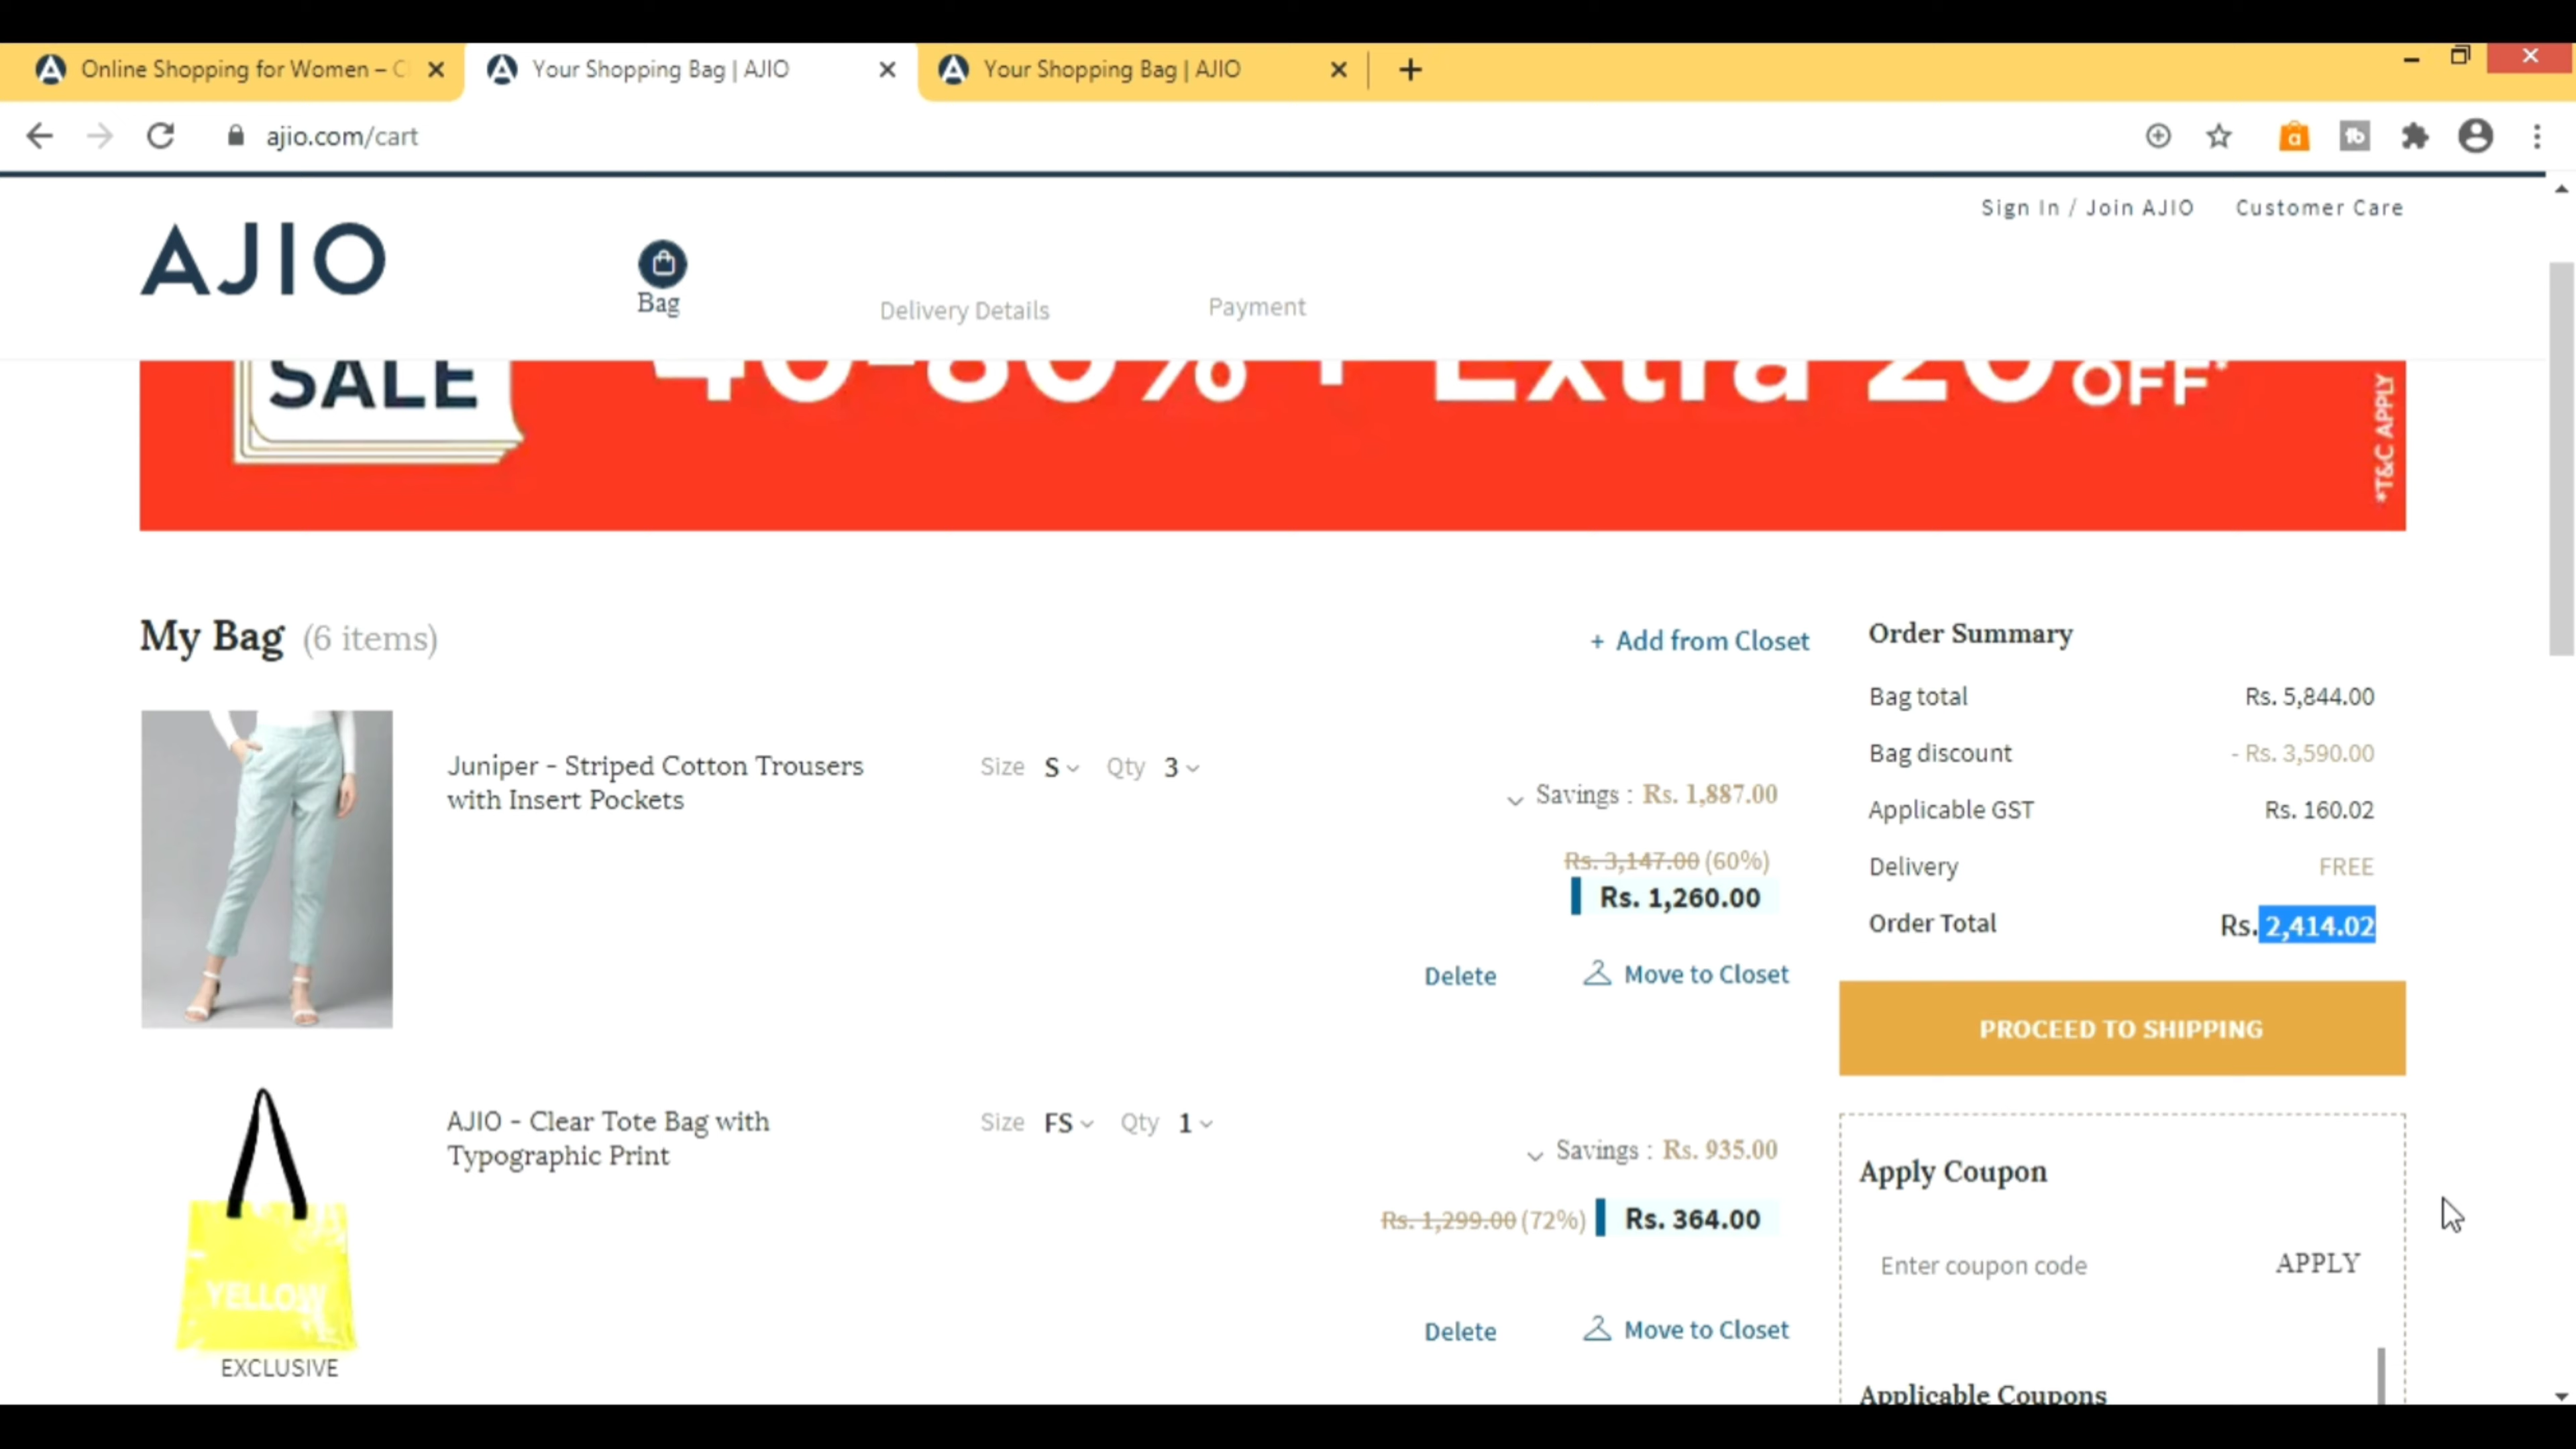 Online Shopping for Women – C
Your Shopping Bag | AJIO
Your Shopping Bag | AJIO
ajio.com/cart
Sign In / Join AJIO
Customer Care
AJIO
Bag
Delivery Details
Payment
SALE
40-80% + Extra 20 OFF*
*T&C APPLY
My Bag (6 items)
+ Add from Closet
Juniper - Striped Cotton Trousers
with Insert Pockets
Size S Qty 3
Savings : Rs. 1,887.00
Rs. 3,147.00 (60%)
Rs. 1,260.00
Delete
Move to Closet
YELLOW
EXCLUSIVE
AJIO - Clear Tote Bag with
Typographic Print
Size FS Qty 1
Savings : Rs. 935.00
Rs. 1,299.00 (72%) Rs. 364.00
Delete
Move to Closet
Order Summary
Bag total Rs. 5,844.00
Bag discount - Rs. 3,590.00
Applicable GST Rs. 160.02
Delivery FREE
Order Total Rs. 2,414.02
PROCEED TO SHIPPING
Apply Coupon
Enter coupon code APPLY
Applicable Coupons